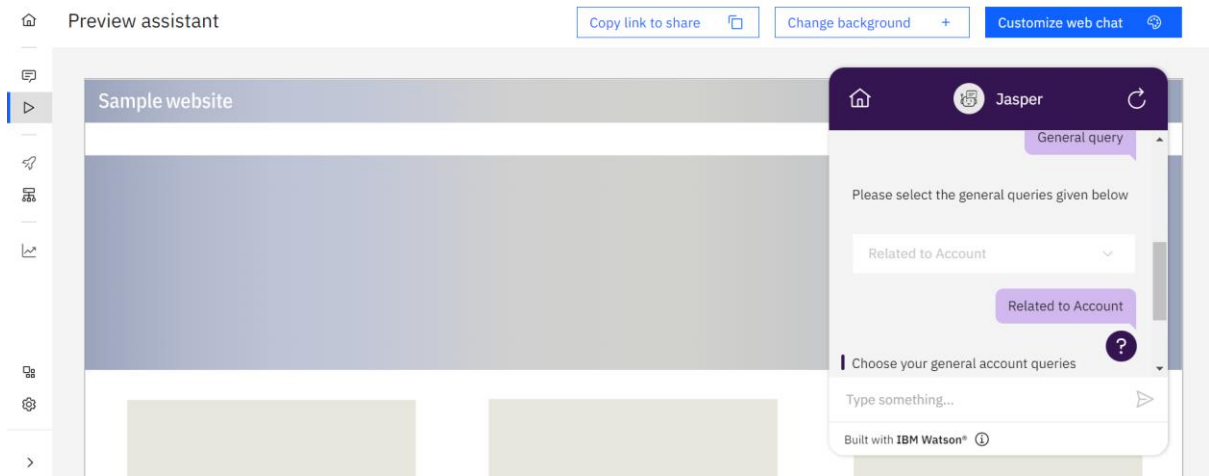 Preview assistant
Copy link to share
Change background +
Customize web chat
Sample website
Jasper
General query
Please select the general queries given below
Related to Account
Related to Account
?
Choose your general account queries
Type something...
Built with IBM Watson®